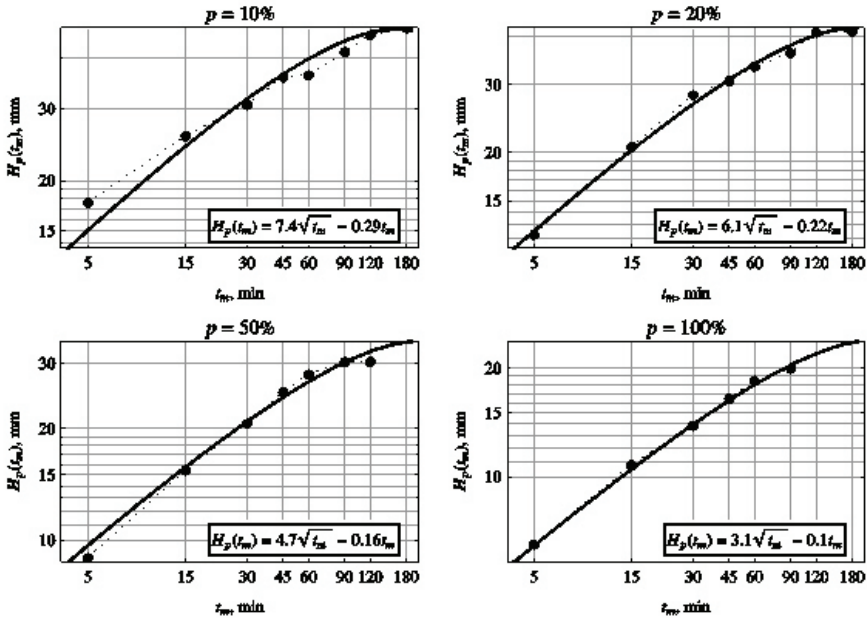 p = 10%
H_p(t_m), mm
30
20
15
H_p(t_m) = 7.4√t_m − 0.29t_m
5 15 30 45 60 90 120 180
t_m, min
p = 20%
H_p(t_m), mm
30
20
15
H_p(t_m) = 6.1√t_m − 0.22t_m
5 15 30 45 60 90 120 180
t_m, min
p = 50%
H_p(t_m), mm
30
20
10
H_p(t_m) = 4.7√t_m − 0.16t_m
5 15 30 45 60 90 120 180
t_m, min
p = 100%
H_p(t_m), mm
20
15
10
H_p(t_m) = 3.1√t_m − 0.1t_m
5 15 30 45 60 90 120 180
t_m, min